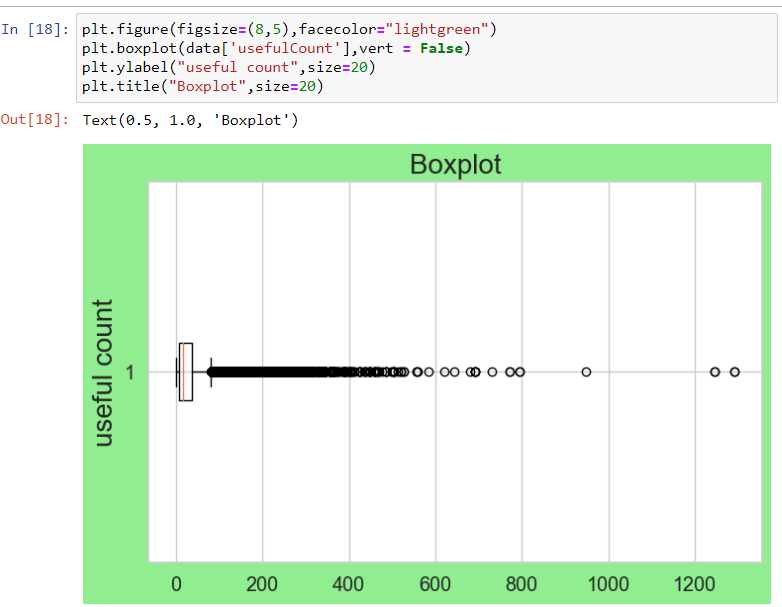 In [18]: plt.figure(figsize=(8,5),facecolor="lightgreen")
plt.boxplot(data['usefulCount'],vert = False)
plt.ylabel("useful count",size=20)
plt.title("Boxplot",size=20)
Out[18]: Text(0.5, 1.0, 'Boxplot')
Boxplot
useful count
1
0 200 400 600 800 1000 1200